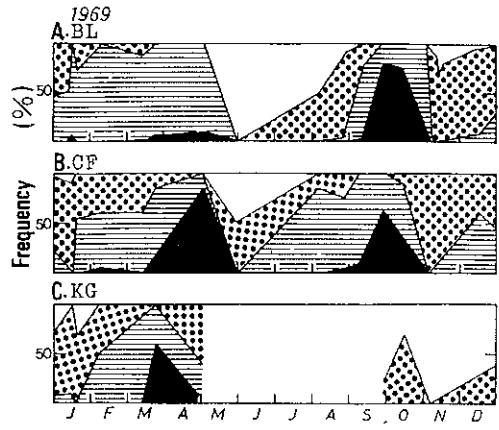 1969
A. BL
50
B. CF
50
C. KG
50
Frequency (%)
J F M A M J J A S O N D